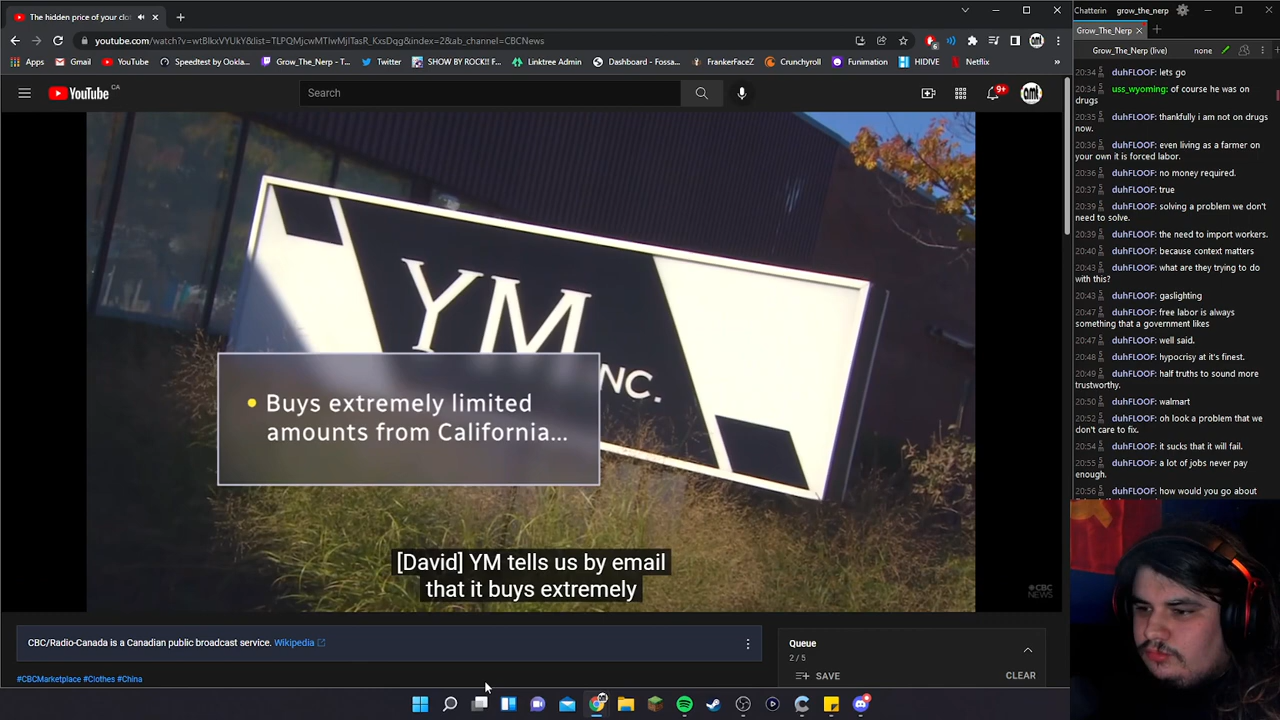 The hidden price of your clo
Chatterin
grow_the_nerp
Grow_The_Nerp
youtube.com/watch?v=wtBlkxVYUkY&list=TLPQMjcwMTIwMjITasR_KxsDqg&index=2&ab_channel=CBCNews
Grow_The_Nerp (live)
none
Apps
Gmail
YouTube
Speedtest by Ookla...
Grow_The_Nerp - T...
Twitter
SHOW BY ROCK!! F...
Linktree Admin
Dashboard - Fossa...
FrankerFaceZ
Crunchyroll
Funimation
HIDIVE
Netflix
YouTube CA
Search
9+
amt
20:34 duhFLOOF: lets go
20:34 uss_wyoming: of course he was on
drugs
20:35 duhFLOOF: thankfully i am not on drugs
now.
20:36 duhFLOOF: even living as a farmer on
your own it is forced labor.
20:36 duhFLOOF: no money required.
20:37 duhFLOOF: true
20:39 duhFLOOF: solving a problem we don't
need to solve.
20:39 duhFLOOF: the need to import workers.
20:40 duhFLOOF: because context matters
20:43 duhFLOOF: what are they trying to do
with this?
20:43 duhFLOOF: gaslighting
20:47 duhFLOOF: free labor is always
something that a government likes
20:47 duhFLOOF: well said.
20:48 duhFLOOF: hypocrisy at it's finest.
20:49 duhFLOOF: half truths to sound more
trustworthy.
20:50 duhFLOOF: walmart
20:52 duhFLOOF: oh look a problem that we
don't care to fix.
20:54 duhFLOOF: it sucks that it will fail.
20:55 duhFLOOF: a lot of jobs never pay
enough.
20:56 duhFLOOF: how would you go about
YM
NC.
Buys extremely limited
amounts from California...
[David] YM tells us by email
that it buys extremely
CBC
NEWS
CBC/Radio-Canada is a Canadian public broadcast service. Wikipedia
Queue
2 / 5
SAVE
CLEAR
#CBCMarketplace #Clothes #China